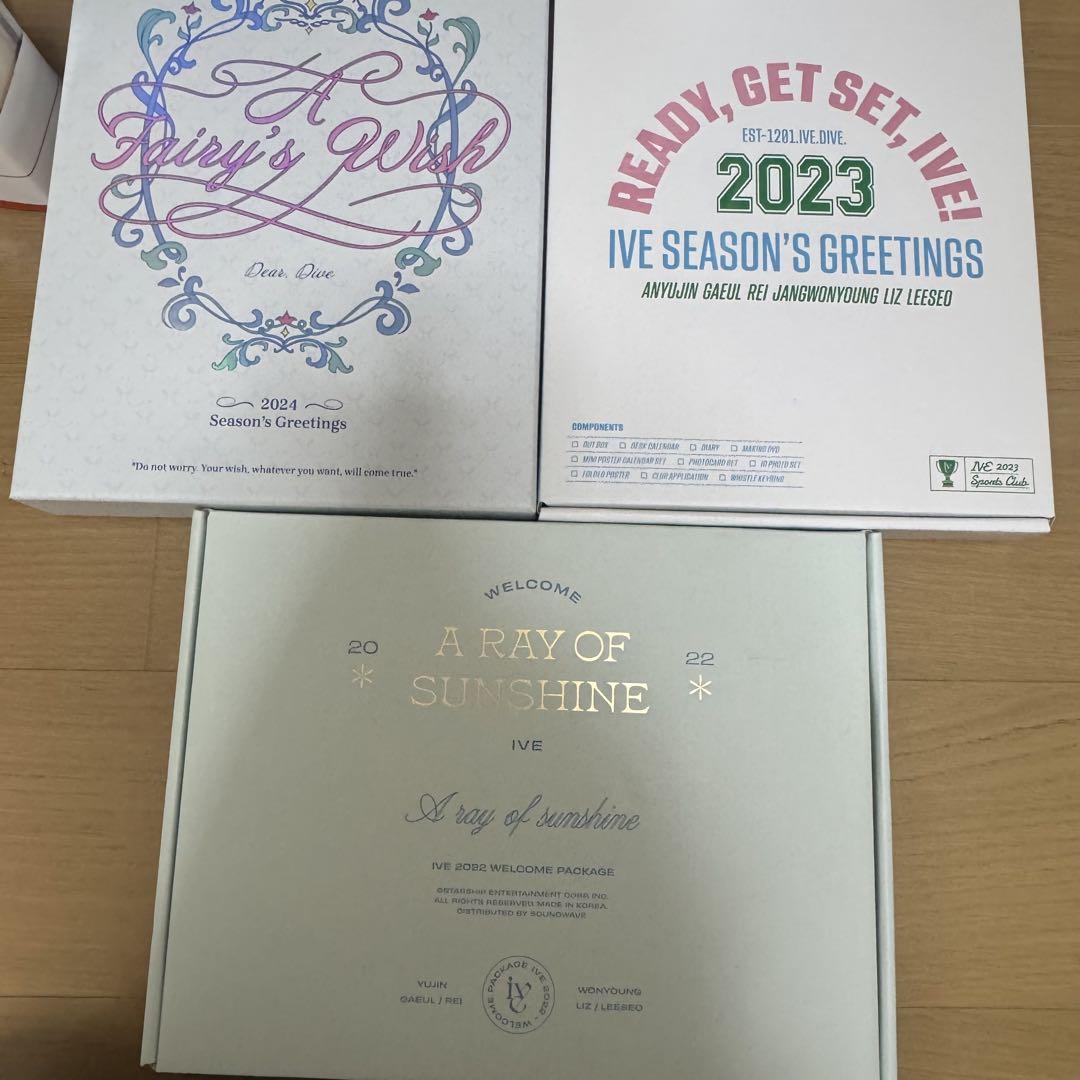 A
Fairy's Wish
Dear, Dive
2024
Season's Greetings
"Do not worry. Your wish, whatever you want, will come true."
READY, GET SET, IVE!
EST-1201.IVE.DIVE.
2023
IVE SEASON'S GREETINGS
ANYUJIN GAEUL REI JANGWONYOUNG LIZ LEESEO
COMPONENTS
OUT BOX DESK CALENDAR DIARY MAKING DVD
MINI POSTER CALENDAR SET PHOTOCARD SET ID PHOTO SET
FOLDED POSTER CLUB APPLICATION WHISTLE KEYRING
IVE 2023
Sports Club
WELCOME
20 22
A RAY OF
SUNSHINE
IVE
A ray of sunshine
IVE 2022 WELCOME PACKAGE
©STARSHIP ENTERTAINMENT CORP. INC.
ALL RIGHTS RESERVED. MADE IN KOREA.
DISTRIBUTED BY SOUNDWAVE
YUJIN
GAEUL / REI
WELCOME PACKAGE IVE 2022 -
ive
WONYOUNG
LIZ / LEESEO